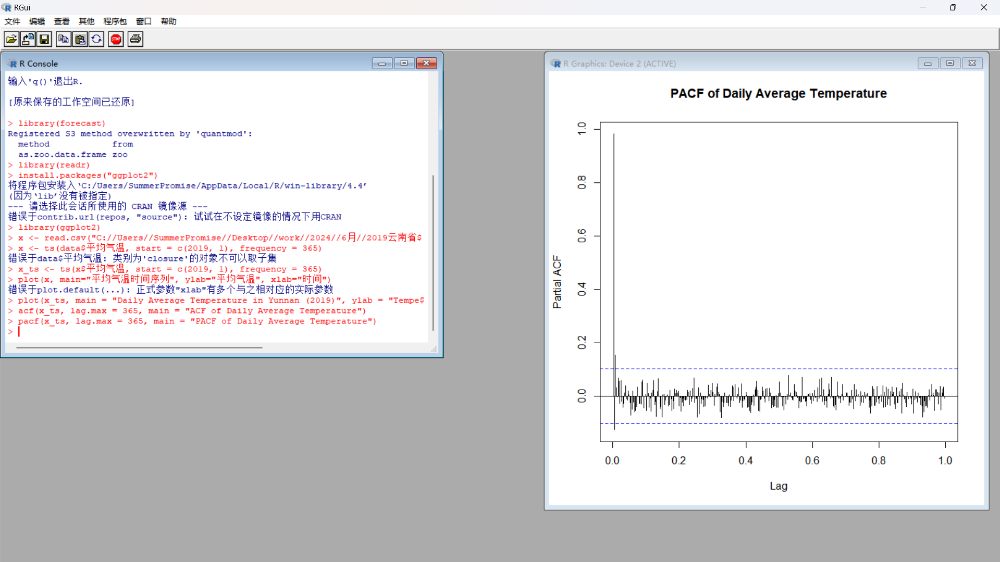 RGui
文件 编辑 查看 其他 程序包 窗口 帮助
STOP
R Console
输入'q()'退出R.
[原来保存的工作空间已还原]
> library(forecast)
Registered S3 method overwritten by 'quantmod':
  method            from
  as.zoo.data.frame zoo
> library(readr)
> install.packages("ggplot2")
将程序包安装入‘C:/Users/SummerPromise/AppData/Local/R/win-library/4.4’
(因为‘lib’没有被指定)
--- 请选择此会话所使用的 CRAN 镜像源 ---
错误于contrib.url(repos, "source"): 试试在不设定镜像的情况下用CRAN
> library(ggplot2)
> x <- read.csv("C://Users//SummerPromise//Desktop//work//2024//6月//2019云南省$
> x <- ts(data$平均气温, start = c(2019, 1), frequency = 365)
错误于data$平均气温: 类别为'closure'的对象不可以取子集
> x_ts <- ts(x$平均气温, start = c(2019, 1), frequency = 365)
> plot(x, main="平均气温时间序列", ylab="平均气温", xlab="时间")
错误于plot.default(...): 正式参数"xlab"有多个与之相对应的实际参数
> plot(x_ts, main = "Daily Average Temperature in Yunnan (2019)", ylab = "Tempe$
> acf(x_ts, lag.max = 365, main = "ACF of Daily Average Temperature")
> pacf(x_ts, lag.max = 365, main = "PACF of Daily Average Temperature")
>
R Graphics: Device 2 (ACTIVE)
PACF of Daily Average Temperature
Partial ACF
1.0
0.8
0.6
0.4
0.2
0.0
0.0 0.2 0.4 0.6 0.8 1.0
Lag